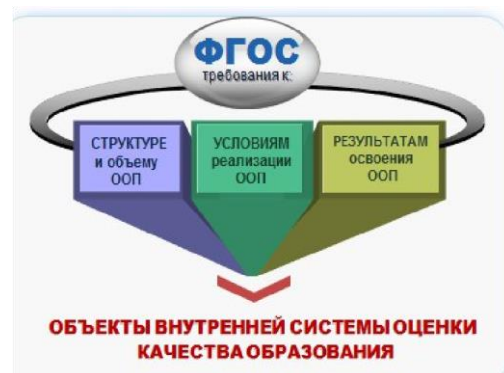 ФГОС
требования к:
СТРУКТУРЕ
и объему
ООП
УСЛОВИЯМ
реализации
ООП
РЕЗУЛЬТАТАМ
освоения
ООП
ОБЪЕКТЫ ВНУТРЕННЕЙ СИСТЕМЫ ОЦЕНКИ
КАЧЕСТВА ОБРАЗОВАНИЯ